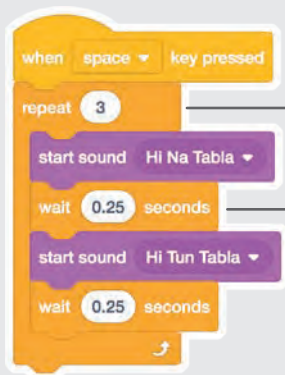 when space key pressed
repeat 3
start sound Hi Na Tabla
wait 0.25 seconds
start sound Hi Tun Tabla
wait 0.25 seconds